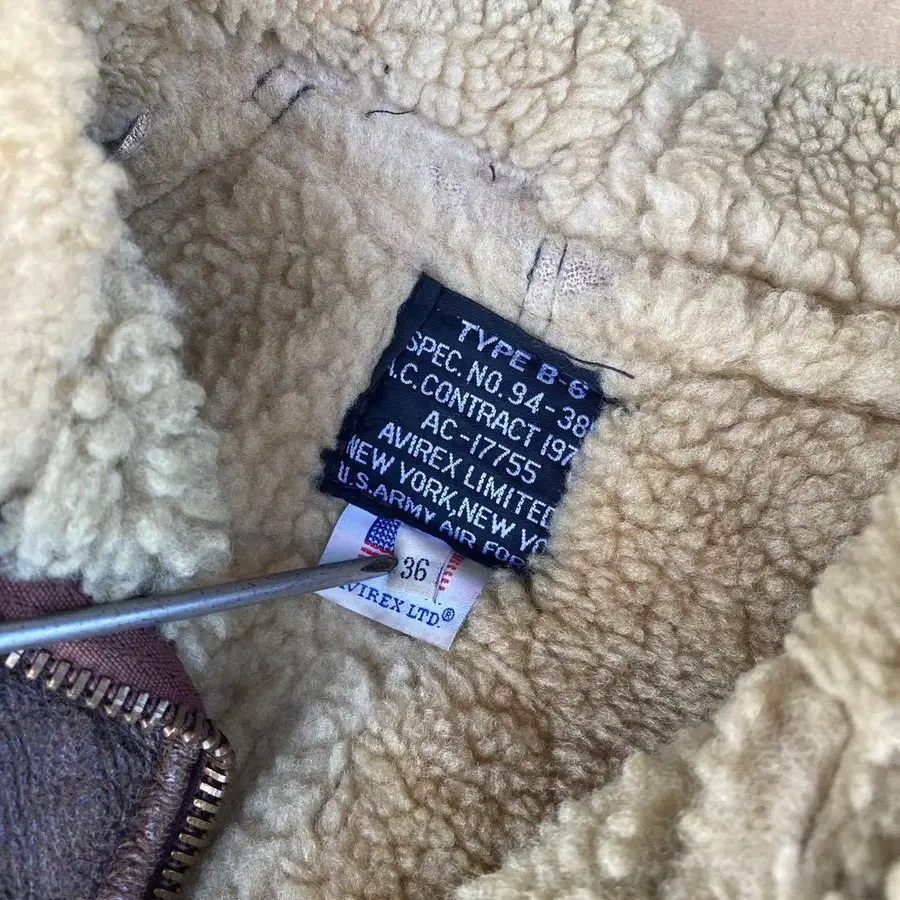 TYPE B-6
SPEC. NO. 94-38
A.C. CONTRACT 197
AC-17755
AVIREX LIMITED
NEW YORK, NEW YO
U.S. ARMY AIR FOR
36
AVIREX LTD.®